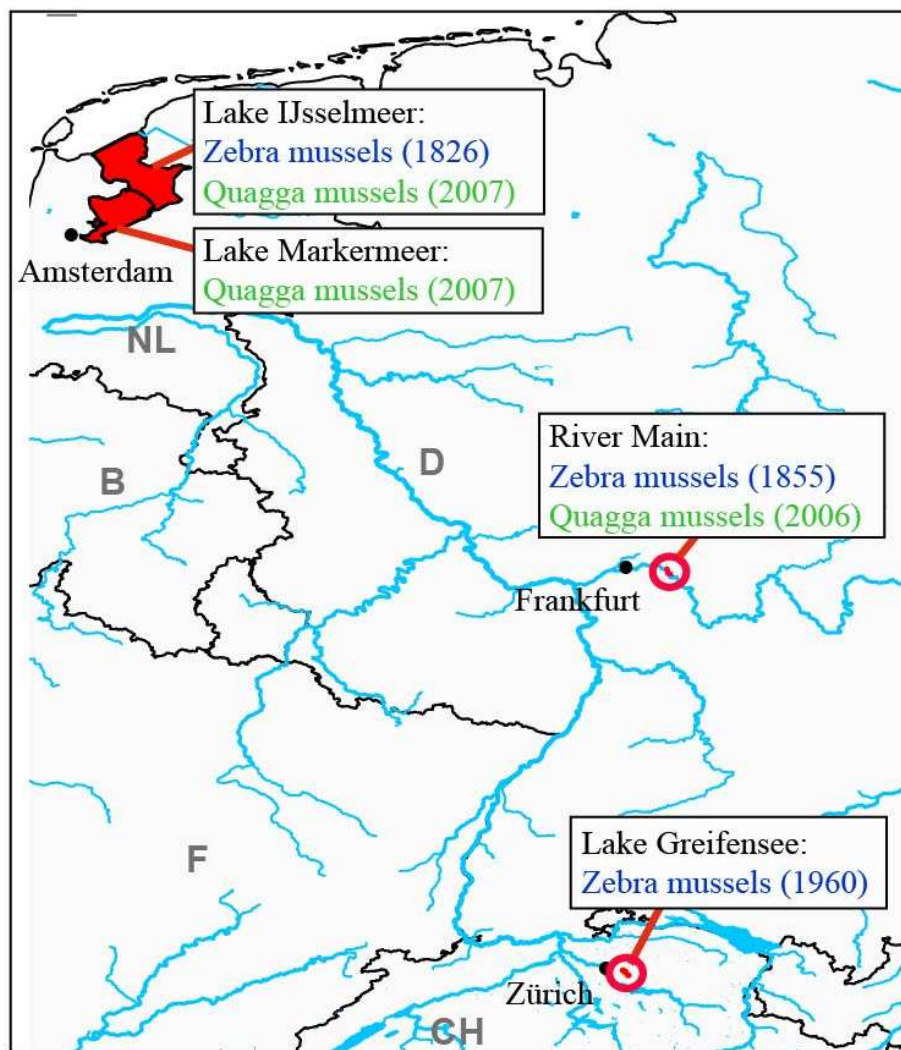 Lake IJsselmeer:
Zebra mussels (1826)
Quagga mussels (2007)
Lake Markermeer:
Quagga mussels (2007)
Amsterdam
NL
B
D
River Main:
Zebra mussels (1855)
Quagga mussels (2006)
Frankfurt
F
Lake Greifensee:
Zebra mussels (1960)
Zürich
CH